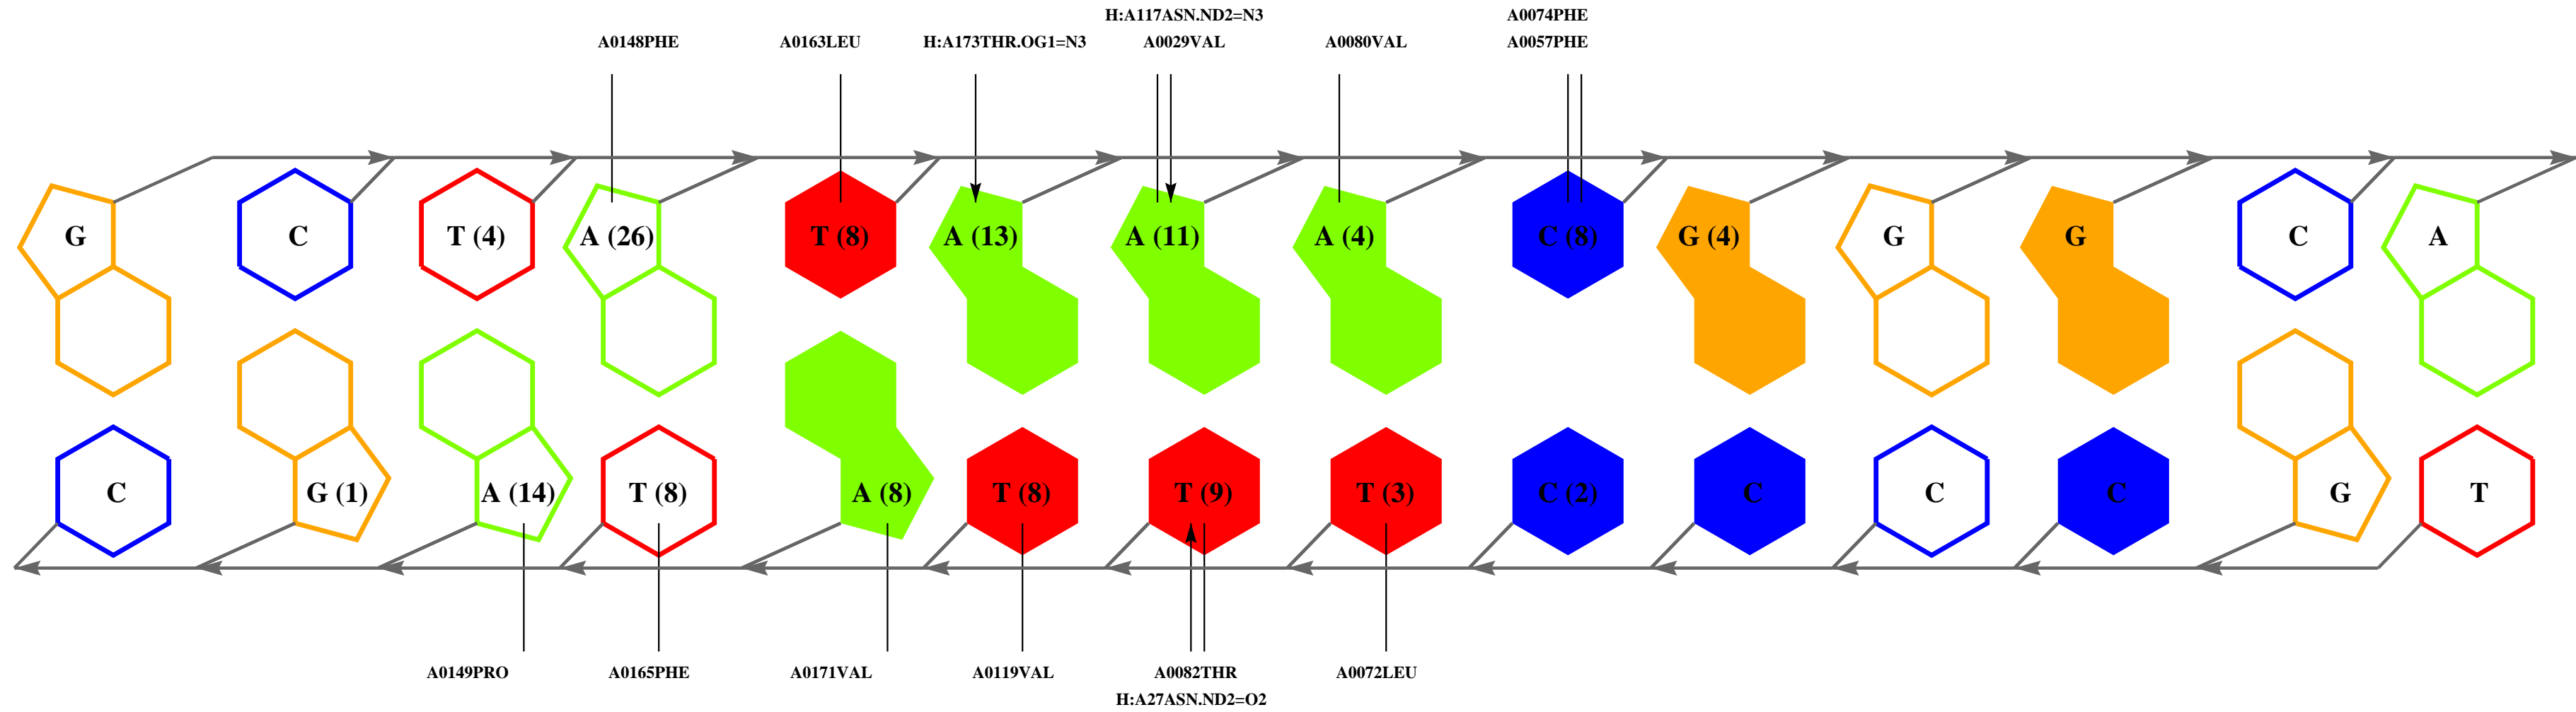 H:A117ASN.ND2=N3 A0074PHE
A0148PHE A0163LEU H:A173THR.OG1=N3 A0029VAL A0080VAL A0057PHE
G C T (4) A (26) T (8) A (13) A (11) A (4) C (8) G (4) G G C A
C G (1) A (14) T (8) A (8) T (8) T (9) T (3) C (2) C C C G T
A0149PRO A0165PHE A0171VAL A0119VAL A0082THR A0072LEU
H:A27ASN.ND2=O2